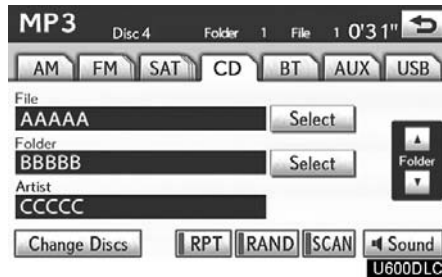 MP3 Disc 4 Folder 1 File 1 0'31"
AM FM SAT CD BT AUX USB
File
AAAAA Select
Folder
BBBBB Select
Folder
Artist
CCCCC
Change Discs RPT RAND SCAN Sound
U600DLC